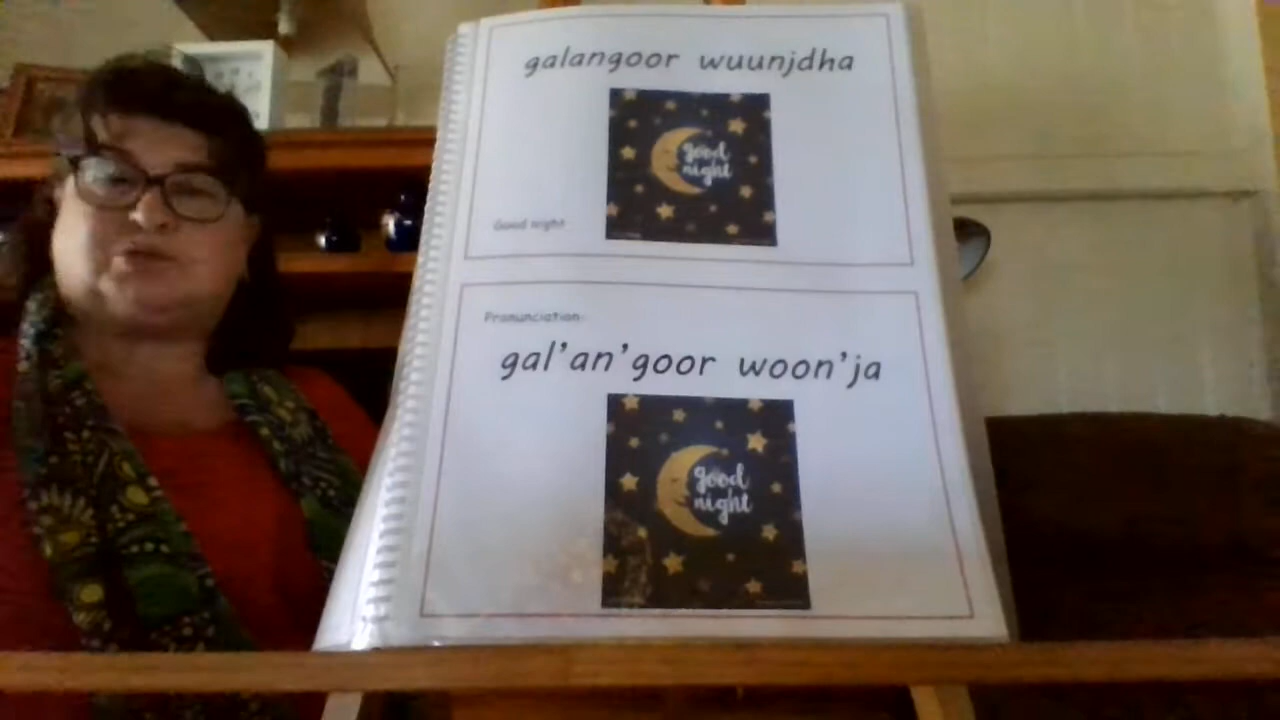 galangoor wuunjdha
good
night
Good night
Pronunciation:
gal'an'goor woon'ja
good
night